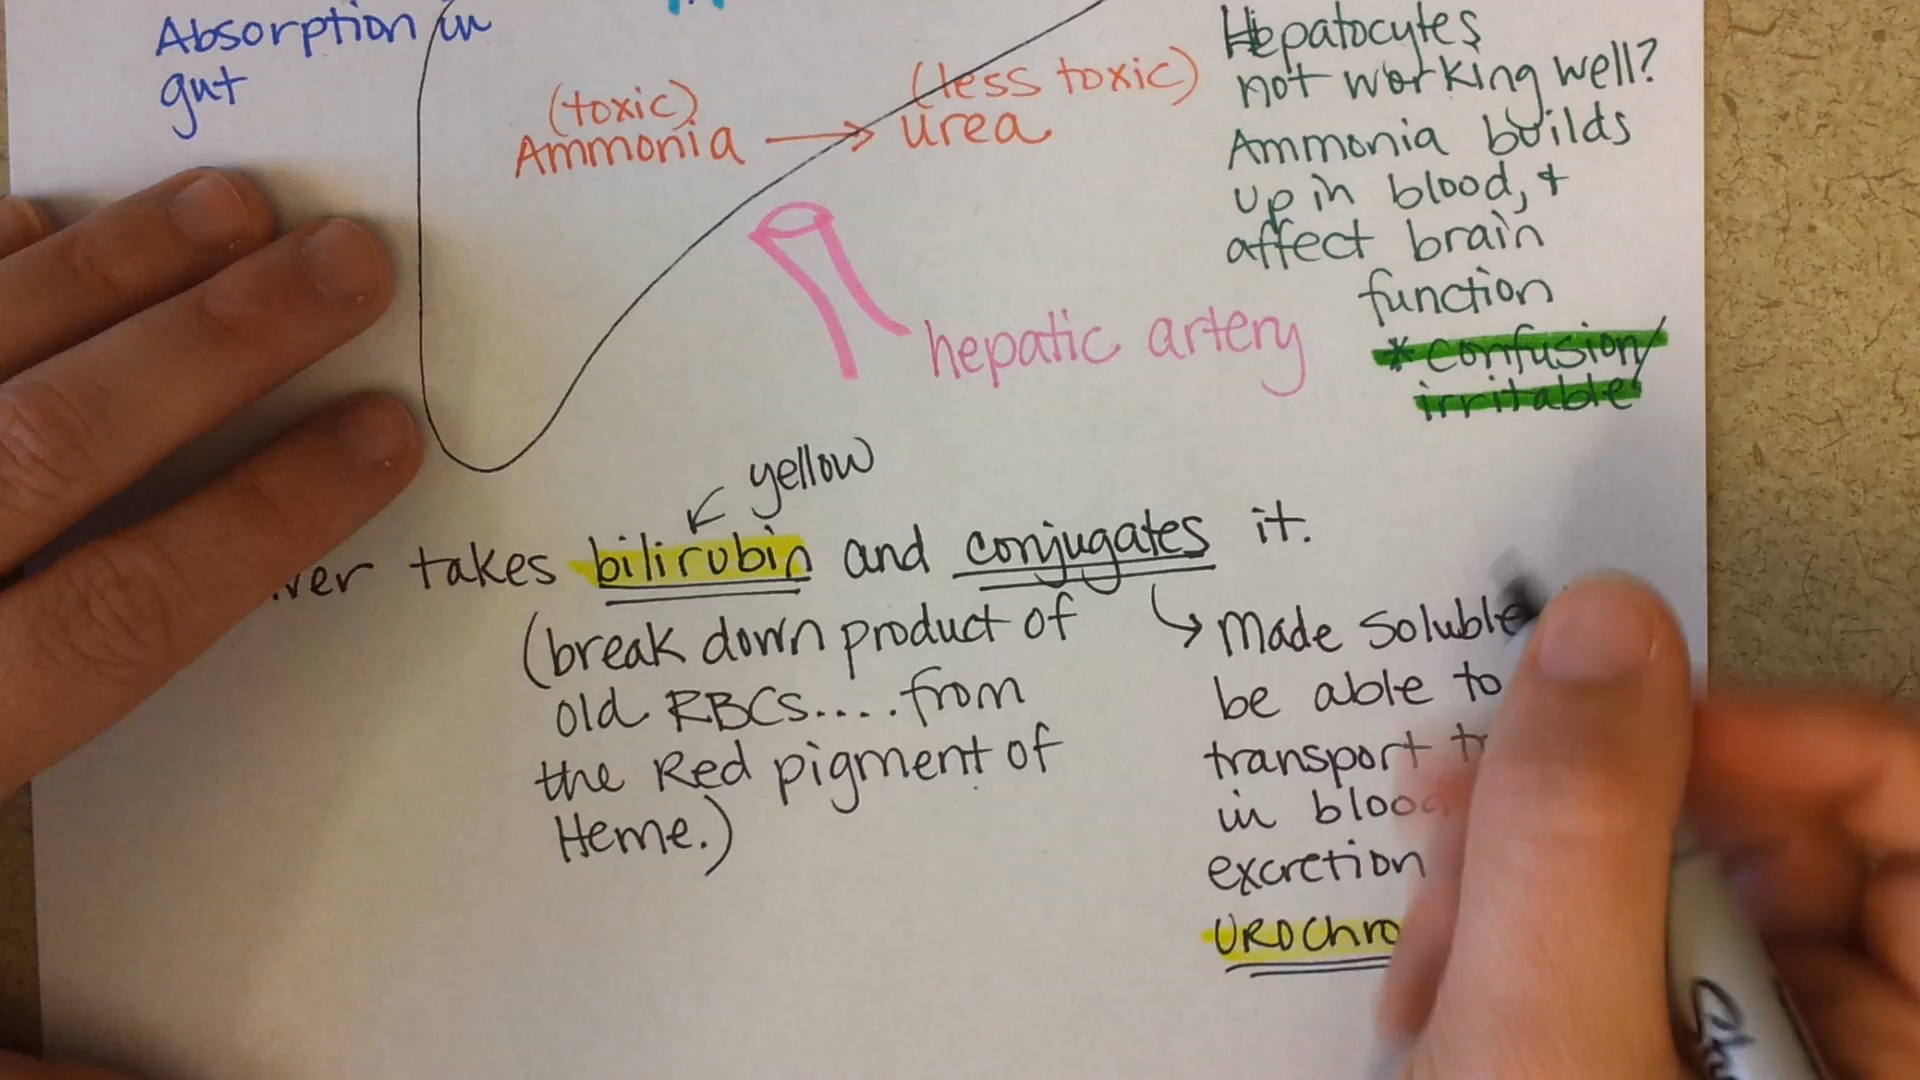 Absorption in
gut
(toxic)
Ammonia → urea
(less toxic)
Hepatocytes
not working well?
Ammonia builds
up in blood, +
affect brain
function
* confusion/
irritable
hepatic artery
yellow
takes bilirubin and conjugates it.
(break down product of
old RBCs.... from
the Red pigment of
Heme.)
→ made soluble
be able to
transport
in
excretion